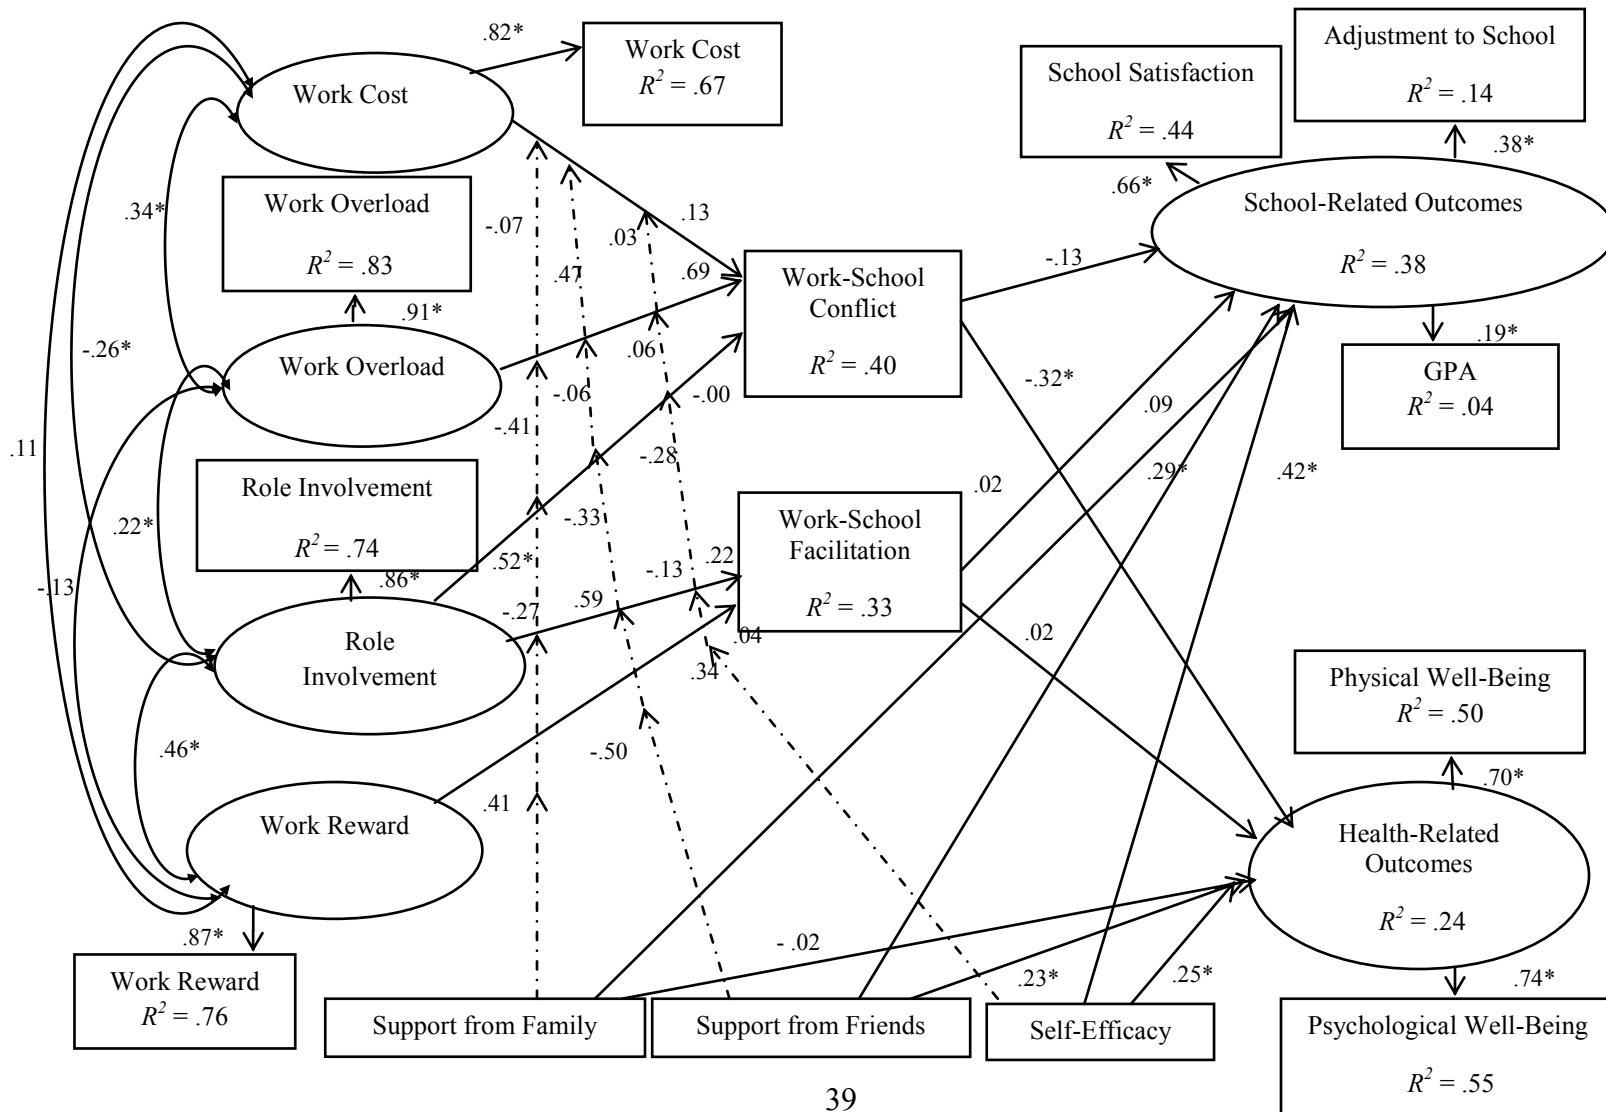 .82*
Work Cost
R² = .67
Work Cost
School Satisfaction
R² = .44
Adjustment to School
R² = .14
.38*
.66*
School-Related Outcomes
R² = .38
.34*
Work Overload
R² = .83
-.07
.13
.03
.47
.69
Work-School
Conflict
R² = .40
-.13
.91*
-.26*
Work Overload
.06
-.06
-.00
-.32*
.19*
GPA
R² = .04
.09
.11
-.41
-.28
.29*
.42*
Role Involvement
R² = .74
.02
.22*
-.33
Work-School
Facilitation
R² = .33
.52*
.22
-.13
.86*
-.13
-.27
.59
Role
Involvement
.04
.34
.02
Physical Well-Being
R² = .50
.46*
-.50
.70*
Work Reward
.41
Health-Related
Outcomes
R² = .24
.87*
- .02
.23*
.25*
.74*
Work Reward
R² = .76
Support from Family
Support from Friends
Self-Efficacy
Psychological Well-Being
R² = .55
39